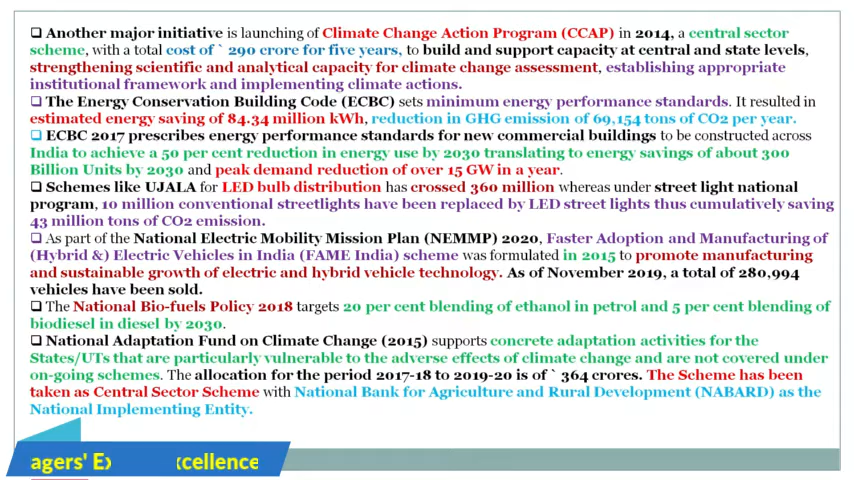 ❑ Another major initiative is launching of Climate Change Action Program (CCAP) in 2014, a central sector
scheme, with a total cost of ` 290 crore for five years, to build and support capacity at central and state levels,
strengthening scientific and analytical capacity for climate change assessment, establishing appropriate
institutional framework and implementing climate actions.
❑ The Energy Conservation Building Code (ECBC) sets minimum energy performance standards. It resulted in
estimated energy saving of 84.34 million kWh, reduction in GHG emission of 69,154 tons of CO2 per year.
❑ ECBC 2017 prescribes energy performance standards for new commercial buildings to be constructed across
India to achieve a 50 per cent reduction in energy use by 2030 translating to energy savings of about 300
Billion Units by 2030 and peak demand reduction of over 15 GW in a year.
❑ Schemes like UJALA for LED bulb distribution has crossed 360 million whereas under street light national
program, 10 million conventional streetlights have been replaced by LED street lights thus cumulatively saving
43 million tons of CO2 emission.
❑ As part of the National Electric Mobility Mission Plan (NEMMP) 2020, Faster Adoption and Manufacturing of
(Hybrid &) Electric Vehicles in India (FAME India) scheme was formulated in 2015 to promote manufacturing
and sustainable growth of electric and hybrid vehicle technology. As of November 2019, a total of 280,994
vehicles have been sold.
❑ The National Bio-fuels Policy 2018 targets 20 per cent blending of ethanol in petrol and 5 per cent blending of
biodiesel in diesel by 2030.
❑ National Adaptation Fund on Climate Change (2015) supports concrete adaptation activities for the
States/UTs that are particularly vulnerable to the adverse effects of climate change and are not covered under
on-going schemes. The allocation for the period 2017-18 to 2019-20 is of ` 364 crores. The Scheme has been
taken as Central Sector Scheme with National Bank for Agriculture and Rural Development (NABARD) as the
National Implementing Entity.